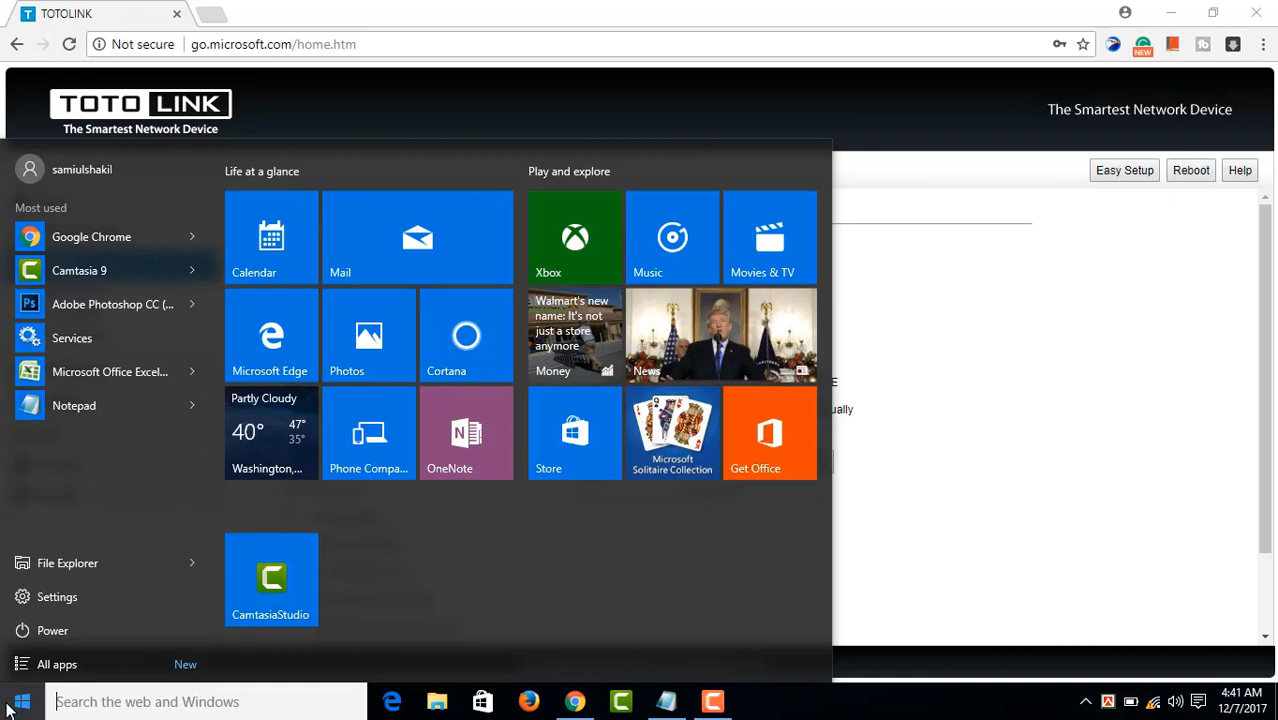 TOTOLINK
Not secure
go.microsoft.com/home.htm
NEW
TOTO LINK
The Smartest Network Device
The Smartest Network Device
Easy Setup
Reboot
Help
samiulshakil
Most used
Google Chrome
Camtasia 9
Adobe Photoshop CC (...
Services
Microsoft Office Excel...
Notepad
File Explorer
Settings
Power
All apps
New
Life at a glance
Calendar
Mail
Microsoft Edge
Photos
Cortana
Partly Cloudy
40°
47°
35°
Washington,...
Phone Compa...
OneNote
CamtasiaStudio
Play and explore
Xbox
Music
Movies & TV
Walmart's new
name: It's not
just a store
anymore
Money
News
Store
Microsoft
Solitaire Collection
Get Office
E
ually
Search the web and Windows
4:41 AM
12/7/2017